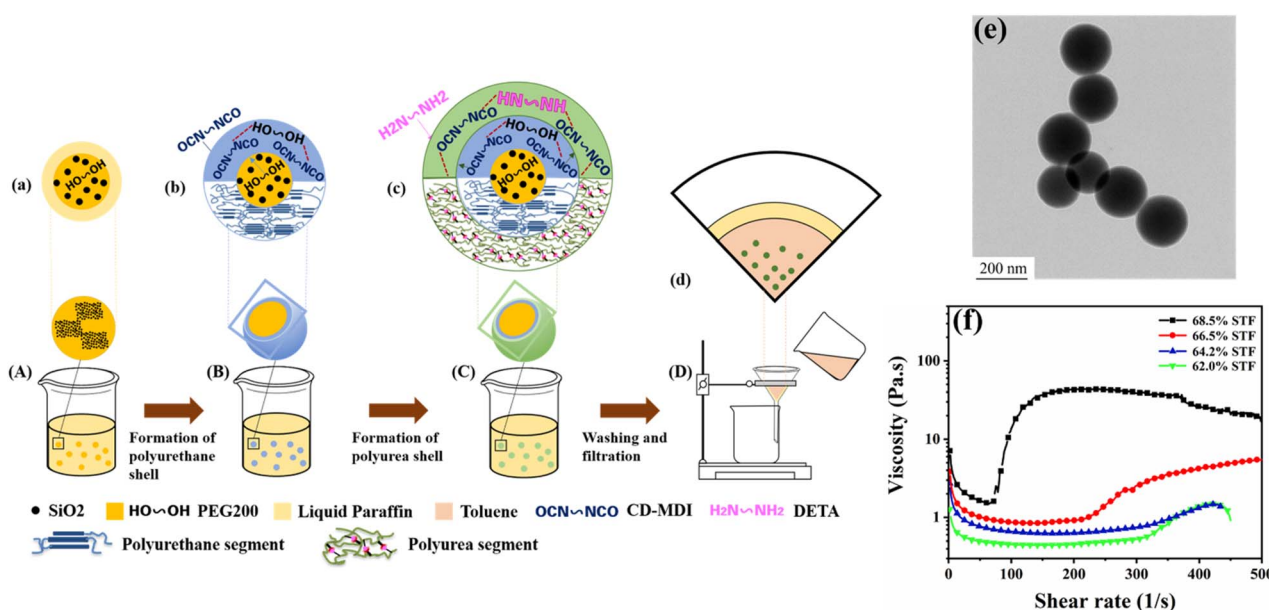 (a)
HO∽OH
(b)
OCN∽NCO
HO∽OH
OCN∽NCO
OCN∽NCO
HO∽OH
(c)
H2N∽NH2
OCN∽NCO
HN∽NH
OCN∽NCO
HO∽OH
OCN∽NCO
OCN∽NCO
HO∽OH
(d)
(A)
Formation of
polyurethane
shell
(B)
Formation of
polyurea shell
(C)
Washing and
filtration
(D)
SiO2
HO∽OH PEG200
Liquid Paraffin
Toluene
OCN∽NCO CD-MDI
H2N∽NH2 DETA
Polyurethane segment
Polyurea segment
(e)
200 nm
(f)
68.5% STF
66.5% STF
64.2% STF
62.0% STF
Viscosity (Pa.s)
100
10
1
0 100 200 300 400 500
Shear rate (1/s)